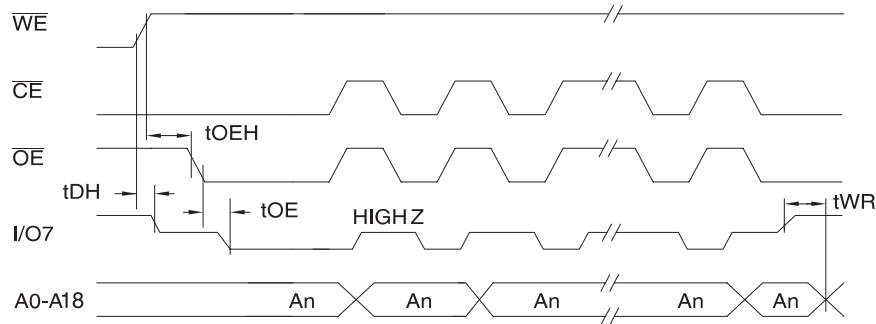 WE
CE
tOEH
OE
tDH
tOE
tWR
HIGH Z
I/O7
A0-A18 An An An An An